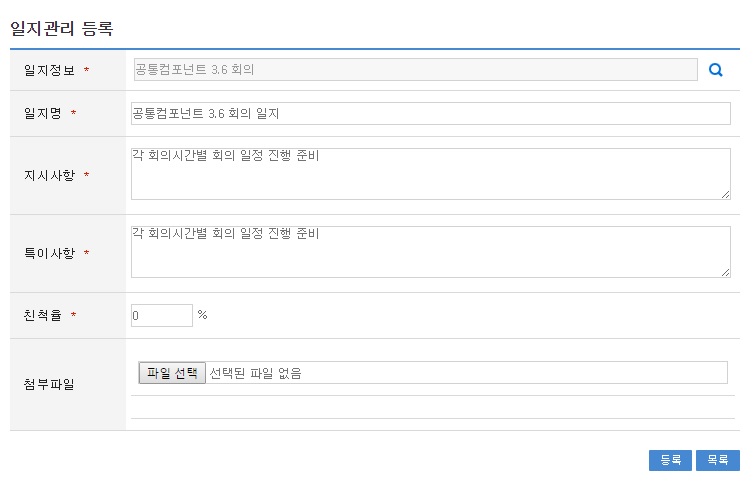 일지관리 등록
일지정보 * 공통컴포넌트 3.6 회의
일지명 * 공통컴포넌트 3.6 회의 일지
지시사항 * 각 회의시간별 회의 일정 진행 준비
특이사항 * 각 회의시간별 회의 일정 진행 준비
친척율 * 0 %
첨부파일 파일 선택 선택된 파일 없음
등록 목록